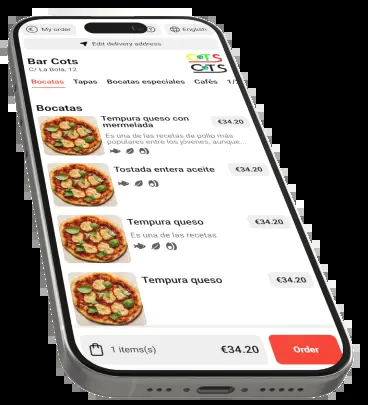 My order
English
Edit delivery address
Bar Cots
C/ La Bola, 12
COTS
COTS
Bocatas Tapas Bocatas especiales Cafés 1/
Bocatas
Tempura queso con
mermelada
€34.20
Es una de las recetas de pollo más
populares entre los jóvenes, aunque...
Tostada entera aceite
€34.20
Tempura queso
€34.20
Es una de las recetas
Tempura queso
€34.20
1 items(s)
€34.20
Order